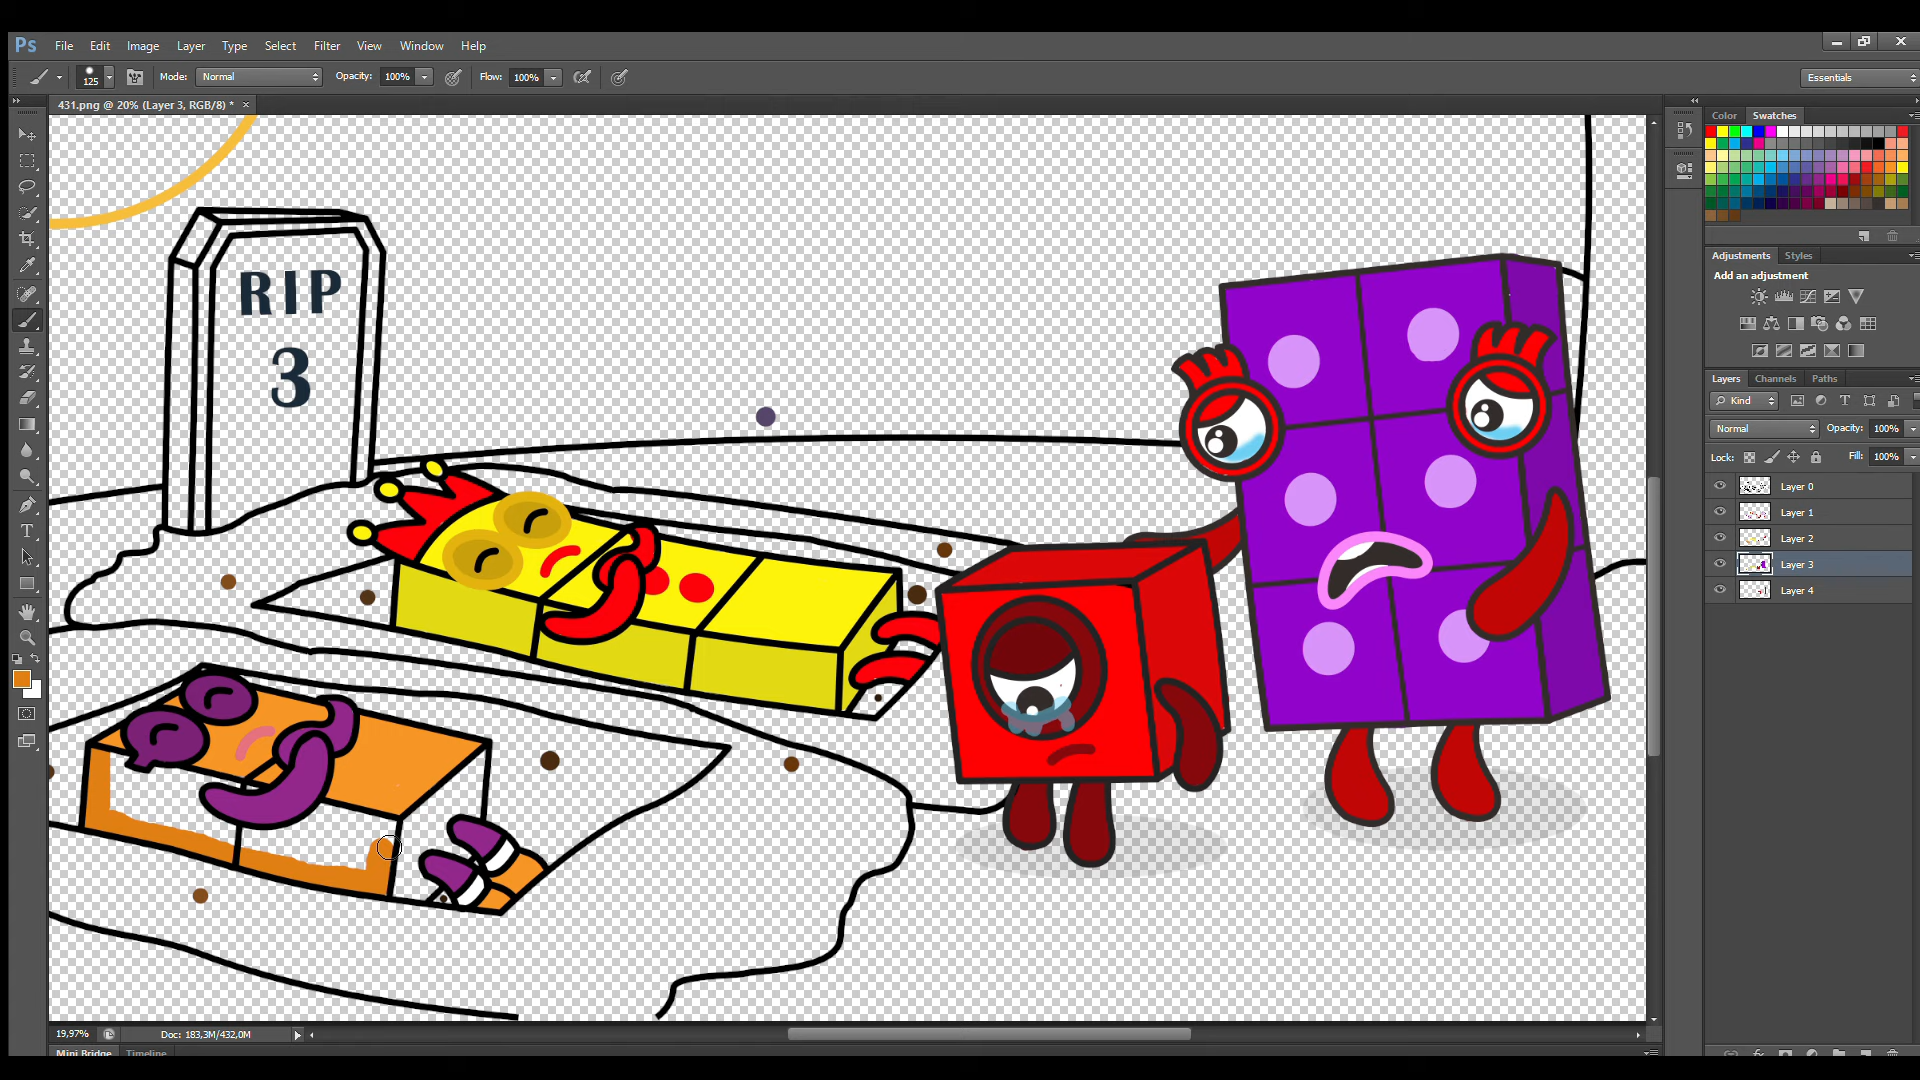 Ps File Edit Image Layer Type Select Filter View Window Help
125 Mode: Normal Opacity: 100% Flow: 100% Essentials
431.png @ 20% (Layer 3, RGB/8) * ×
Color Swatches
Adjustments Styles
Add an adjustment
Layers Channels Paths
Kind
Normal Opacity: 100%
Lock: Fill: 100%
Layer 0
Layer 1
Layer 2
Layer 3
Layer 4
RIP
3
19,97% Doc: 183,3M/432,0M
Mini Bridge Timeline